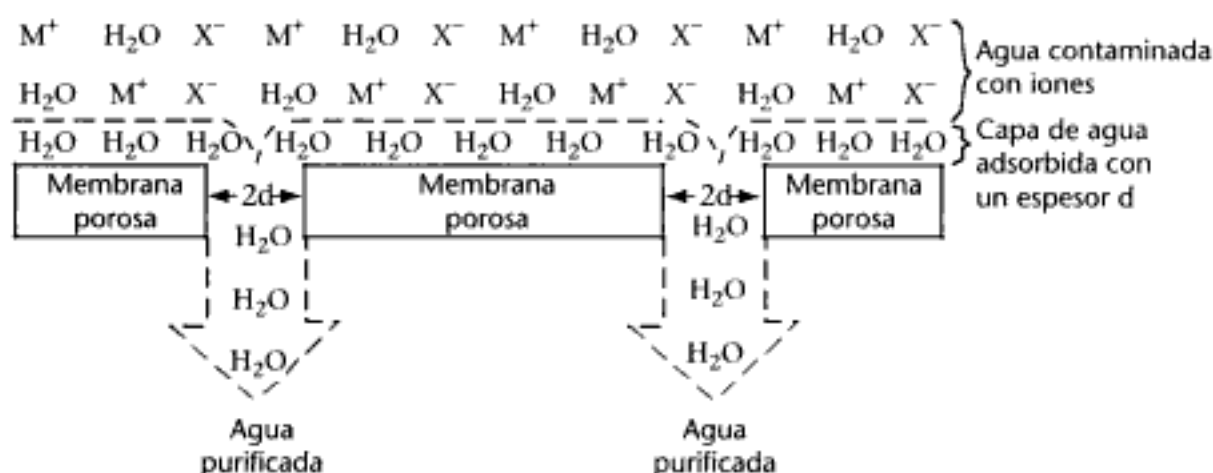 M⁺ H₂O X⁻ M⁺ H₂O X⁻ M⁺ H₂O X⁻ M⁺ H₂O X⁻
Agua contaminada
con iones
H₂O M⁺ X⁻ H₂O M⁺ X⁻ H₂O M⁺ X⁻ H₂O M⁺ X⁻
H₂O H₂O H₂O H₂O H₂O H₂O H₂O H₂O H₂O H₂O H₂O
Capa de agua
adsorbida con
un espesor d
Membrana
porosa
2d
Membrana
porosa
2d
Membrana
porosa
H₂O H₂O
H₂O H₂O
H₂O H₂O
Agua
purificada
Agua
purificada